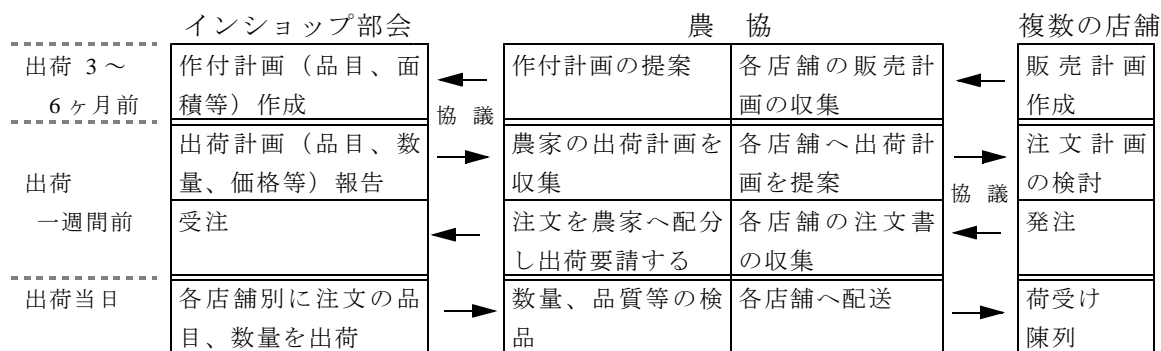 インショップ部会 農 協 複数の店舗
出荷 3～ 作付計画（品目、面 作付計画の提案 各店舗の販売計 販売計画
6ヶ月前 積等）作成 画の収集 作成
協 議
出荷計画（品目、数 農家の出荷計画を 各店舗へ出荷計 注文計画
出荷 量、価格等）報告 収集 画を提案 の検討
協 議
一週間前 受注 注文を農家へ配分 各店舗の注文書 発注
し出荷要請する の収集
出荷当日 各店舗別に注文の品 数量、品質等の検 各店舗へ配送 荷受け
目、数量を出荷 品 陳列